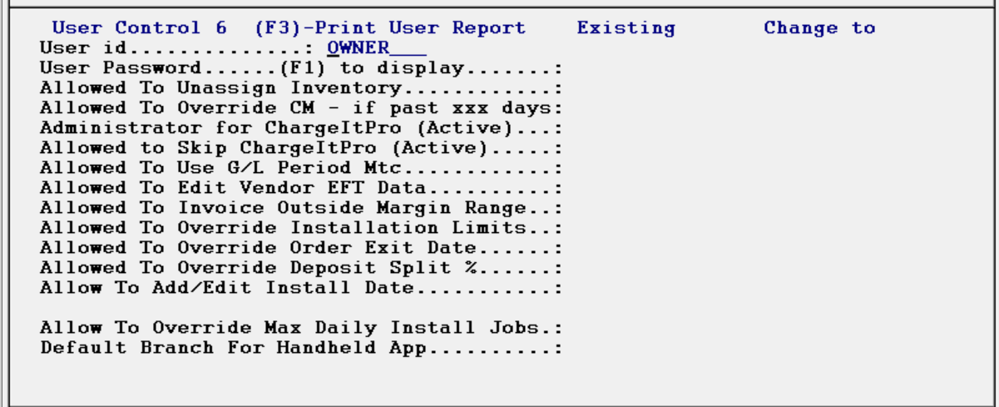 User Control 6  (F3)-Print User Report    Existing       Change to
User id..............: OWNER___
User Password......(F1) to display.......:
Allowed To Unassign Inventory............:
Allowed To Override CM - if past xxx days:
Administrator for ChargeItPro (Active)...:
Allowed to Skip ChargeItPro (Active).....:
Allowed To Use G/L Period Mtc............:
Allowed To Edit Vendor EFT Data..........:
Allowed To Invoice Outside Margin Range..:
Allowed To Override Installation Limits..:
Allowed To Override Order Exit Date......:
Allowed To Override Deposit Split %......:
Allow To Add/Edit Install Date...........:
Allow To Override Max Daily Install Jobs.:
Default Branch For Handheld App..........: